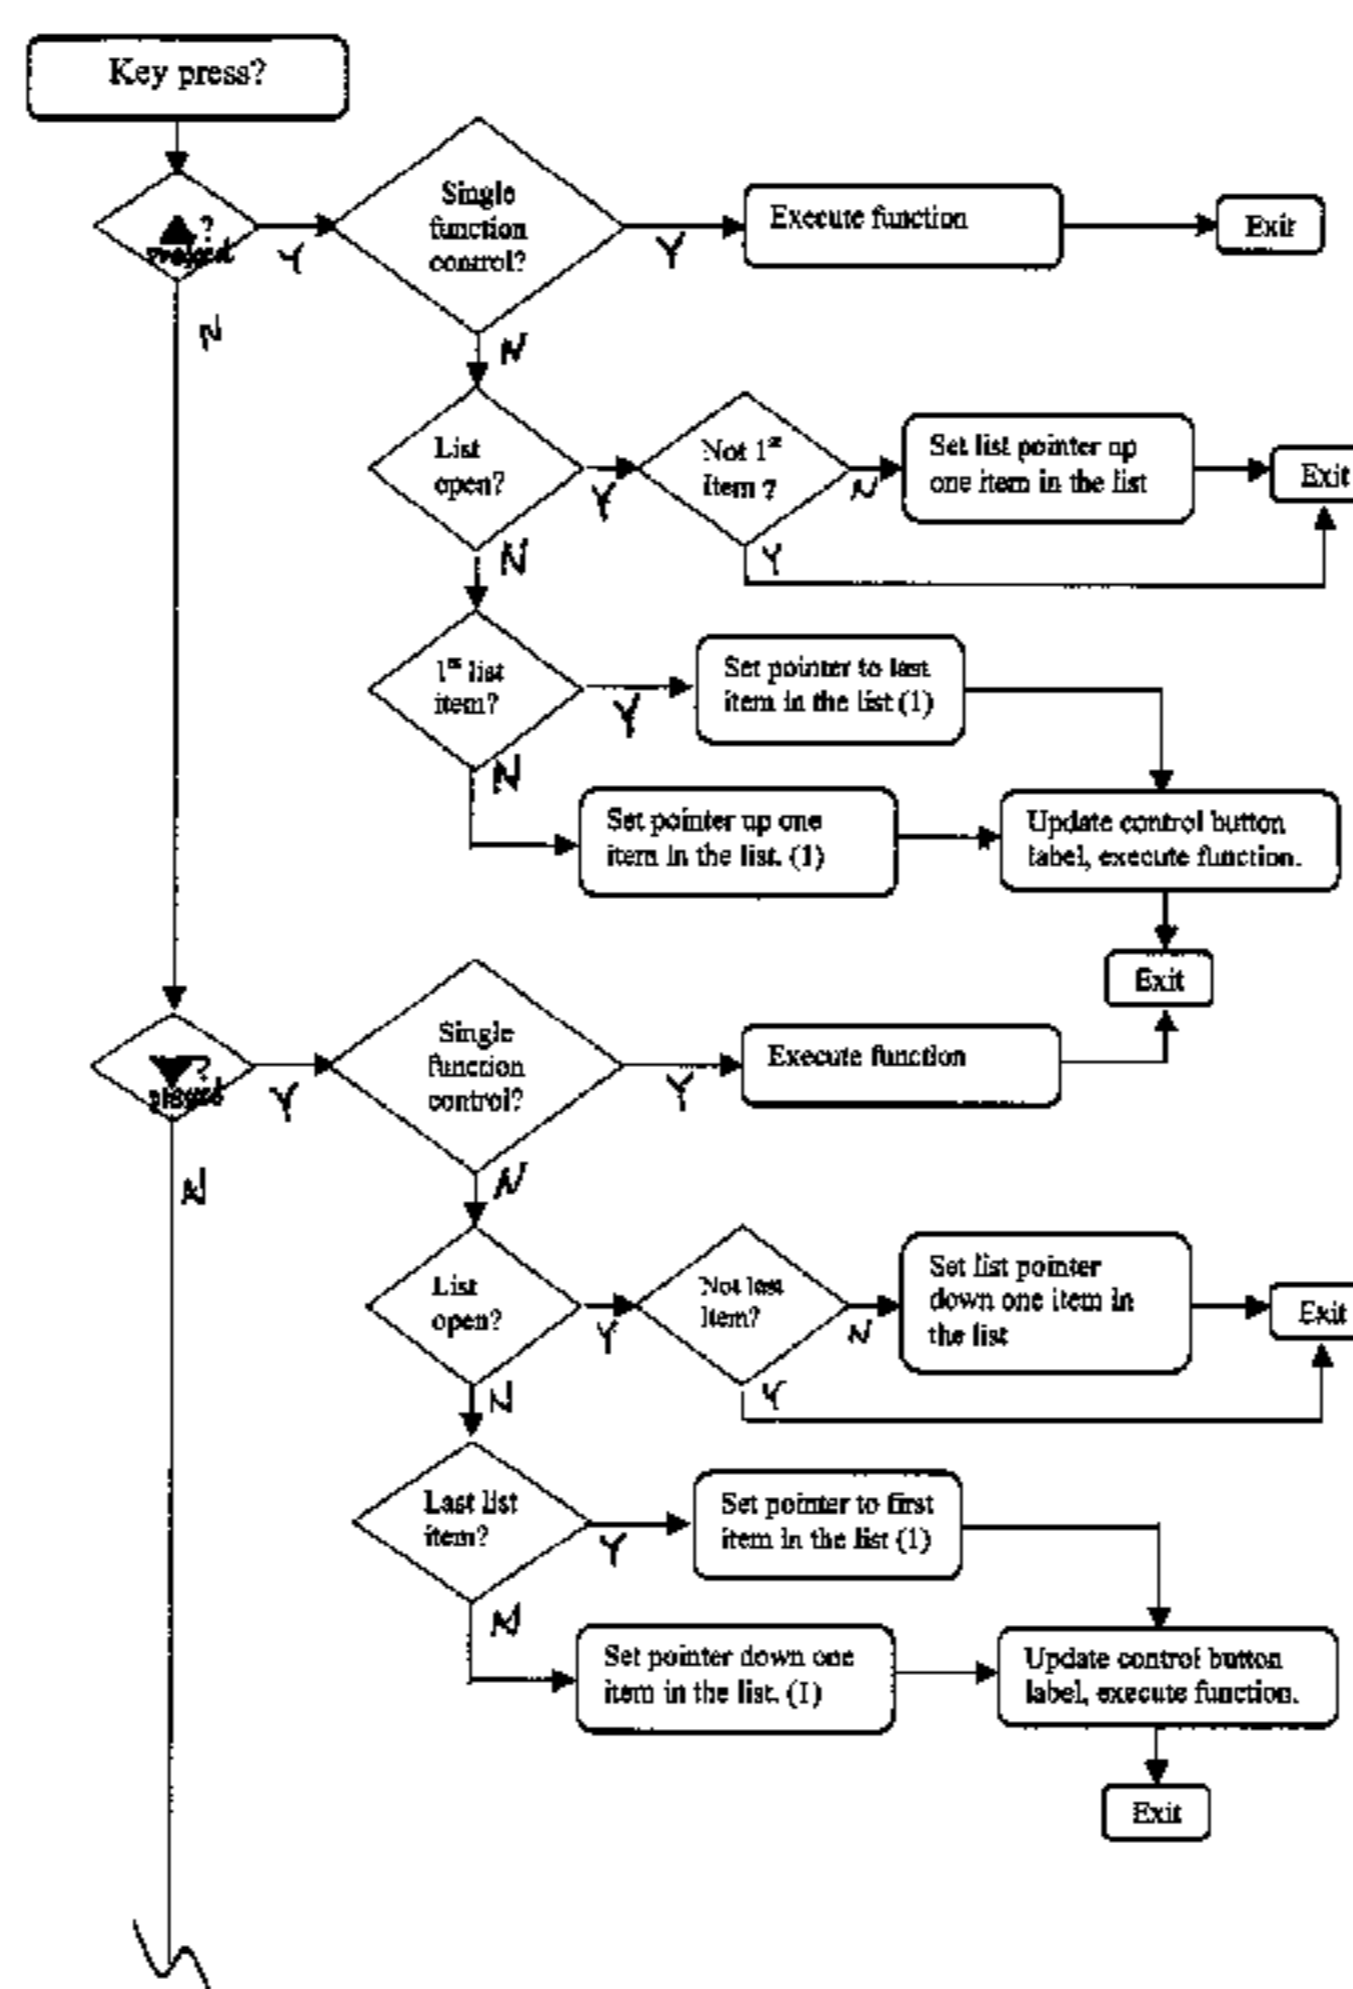 Key press?
?
Y
Single
function
control?
Y
Execute function
Exit
N
N
List
open?
Y
Not 1st
Item ?
N
Set list pointer up
one item in the list
Exit
N
Y
1st list
item?
Y
Set pointer to last
item in the list (1)
N
Set pointer up one
item in the list. (1)
Update control button
label, execute function.
Exit
?
Y
Single
function
control?
Y
Execute function
N
N
List
open?
Y
Not last
Item?
N
Set list pointer
down one item in
the list
Exit
N
Y
Last list
item?
Y
Set pointer to first
item in the list (1)
N
Set pointer down one
item in the list. (1)
Update control button
label, execute function.
Exit